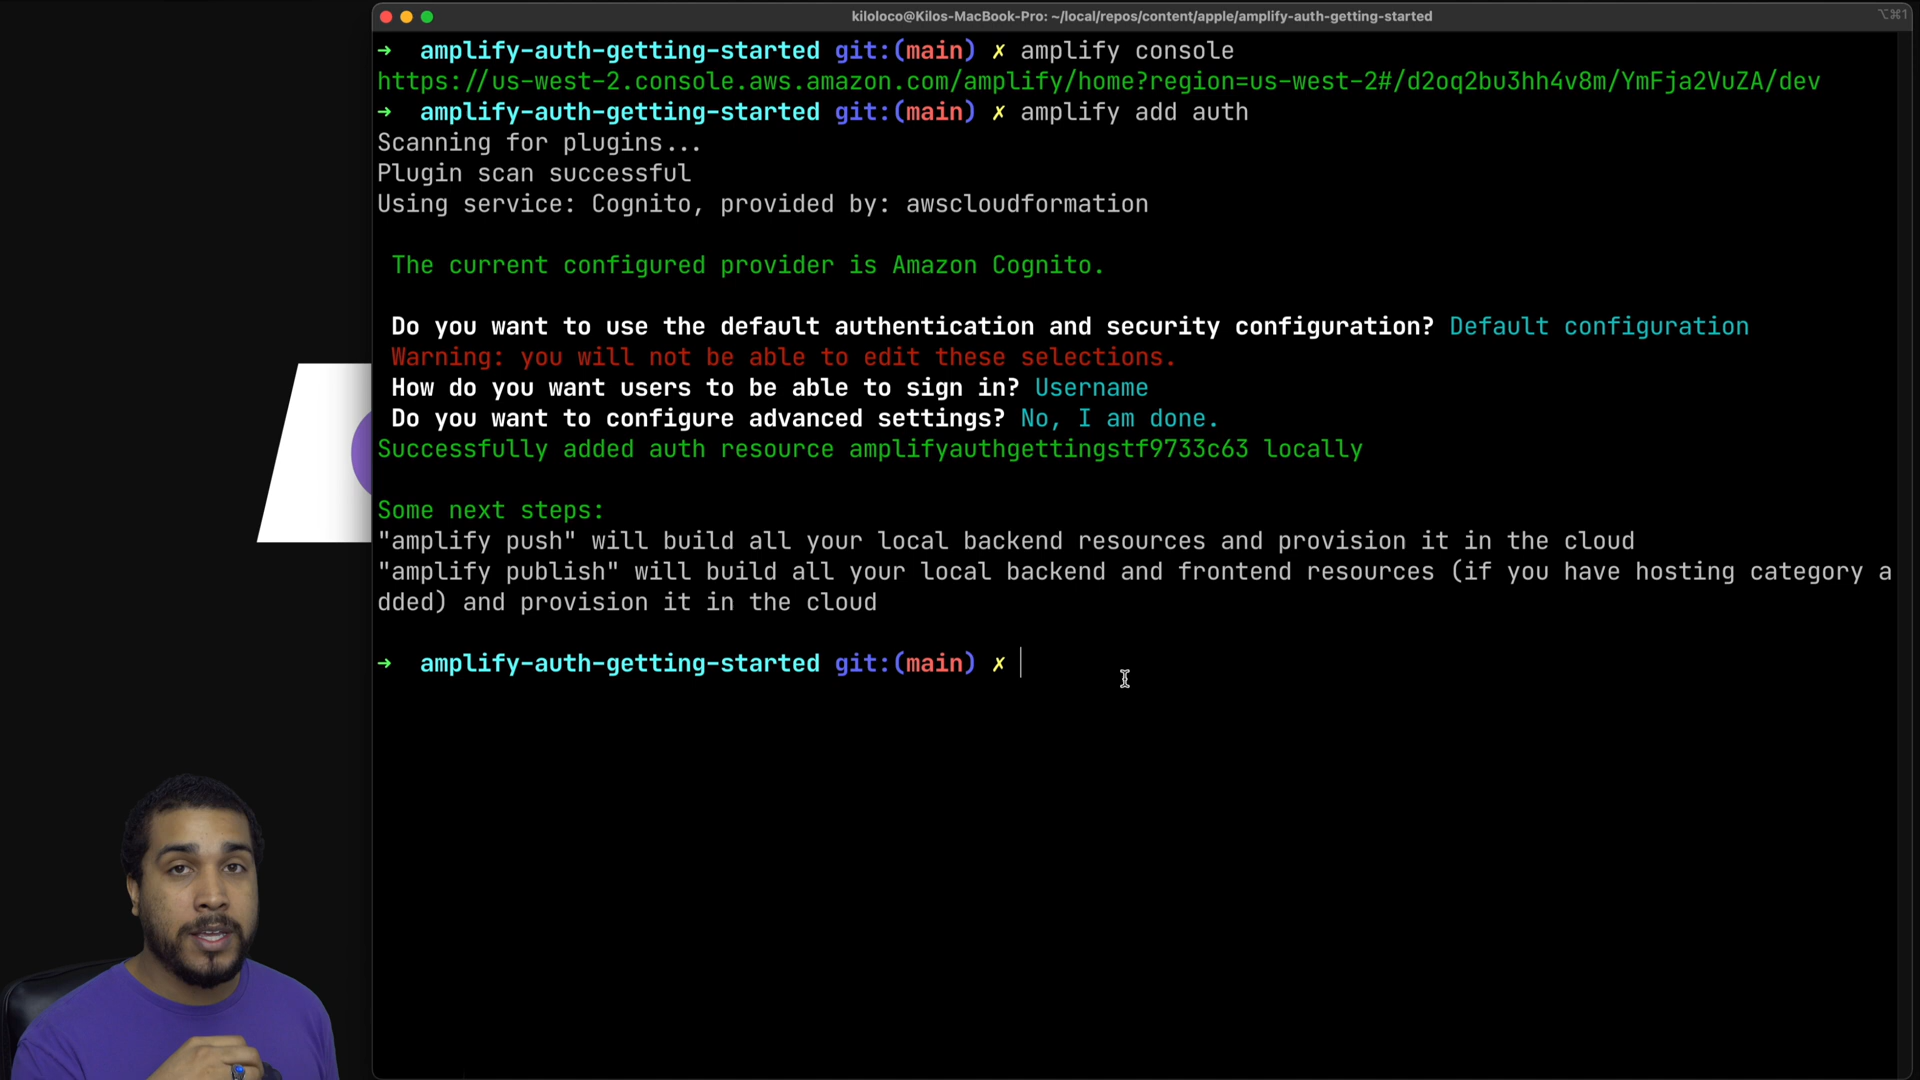 kiloloco@Kilos-MacBook-Pro: ~/local/repos/content/apple/amplify-auth-getting-started
⌥⌘1
➜ amplify-auth-getting-started git:(main) ✗ amplify console
https://us-west-2.console.aws.amazon.com/amplify/home?region=us-west-2#/d2oq2bu3hh4v8m/YmFja2VuZA/dev
➜ amplify-auth-getting-started git:(main) ✗ amplify add auth
Scanning for plugins...
Plugin scan successful
Using service: Cognito, provided by: awscloudformation
The current configured provider is Amazon Cognito.
Do you want to use the default authentication and security configuration? Default configuration
Warning: you will not be able to edit these selections.
How do you want users to be able to sign in? Username
Do you want to configure advanced settings? No, I am done.
Successfully added auth resource amplifyauthgettingstf9733c63 locally
Some next steps:
"amplify push" will build all your local backend resources and provision it in the cloud
"amplify publish" will build all your local backend and frontend resources (if you have hosting category a
dded) and provision it in the cloud
➜ amplify-auth-getting-started git:(main) ✗